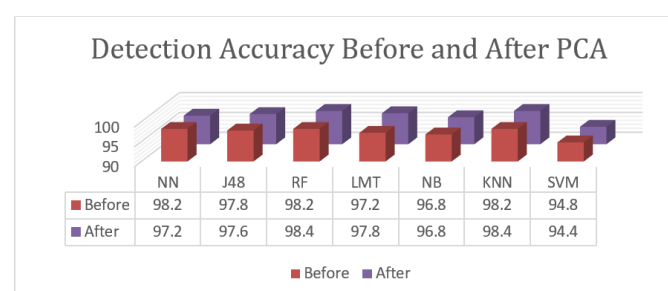 Detection Accuracy Before and After PCA
100
95
90
NN J48 RF LMT NB KNN SVM
Before 98.2 97.8 98.2 97.2 96.8 98.2 94.8
After 97.2 97.6 98.4 97.8 96.8 98.4 94.4
Before After